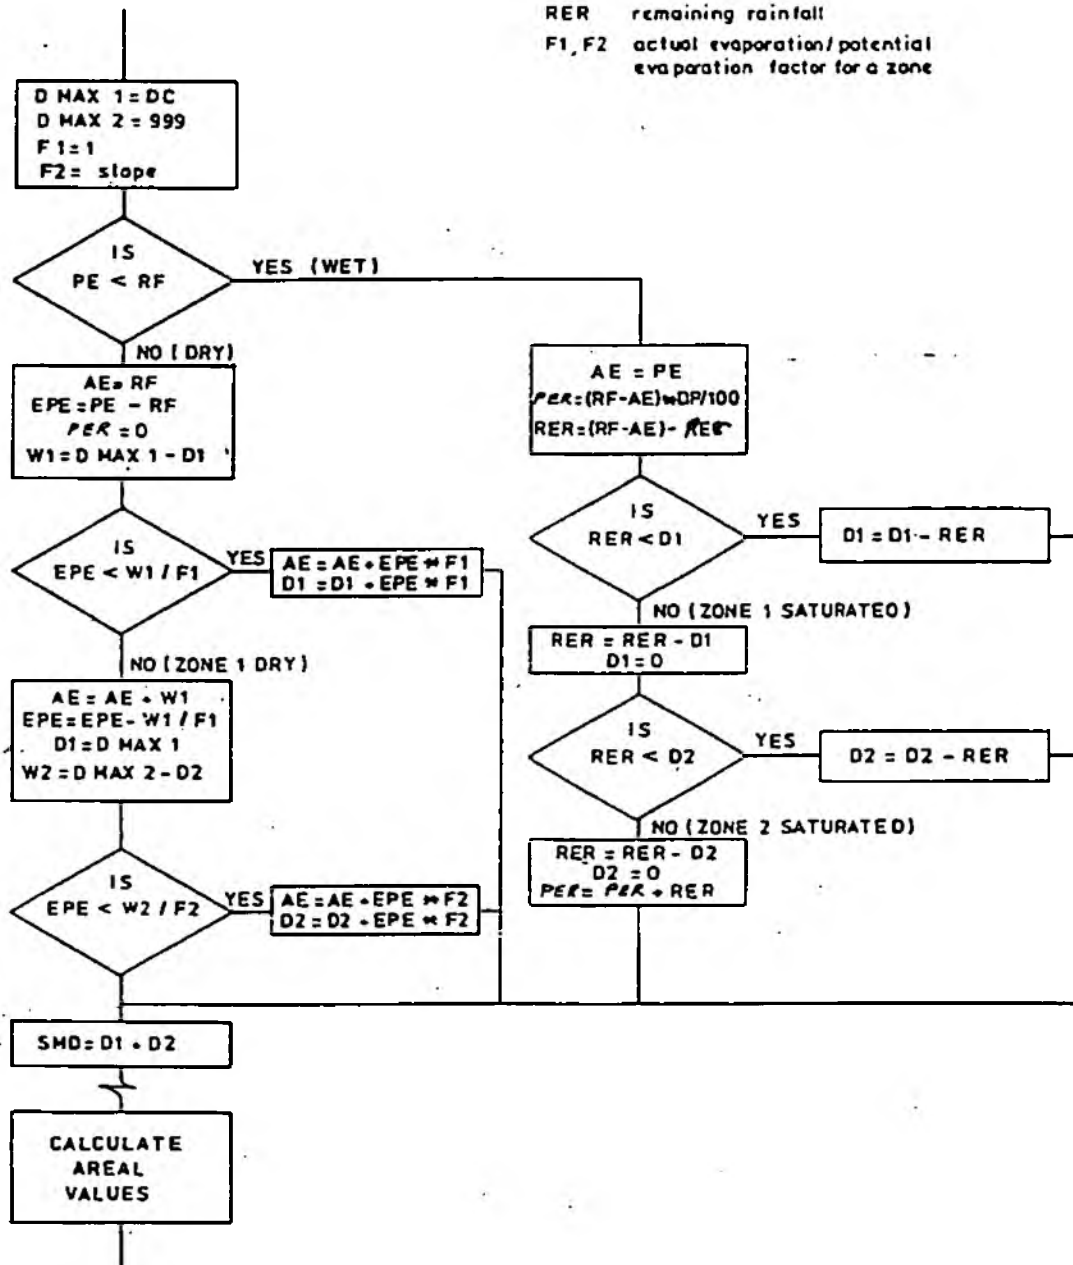 RER remaining rainfall
F1, F2 actual evaporation/potential
evaporation factor for a zone
D MAX 1 = DC
D MAX 2 = 999
F1 = 1
F2 = slope
IS
PE < RF
YES (WET)
NO (DRY)
AE = RF
EPE = PE - RF
PER = 0
W1 = D MAX 1 - D1
IS
EPE < W1 / F1
YES
AE = AE + EPE * F1
D1 = D1 + EPE * F1
NO (ZONE 1 DRY)
AE = AE + W1
EPE = EPE - W1 / F1
D1 = D MAX 1
W2 = D MAX 2 - D2
IS
EPE < W2 / F2
YES
AE = AE + EPE * F2
D2 = D2 + EPE * F2
SMD = D1 + D2
CALCULATE
AREAL
VALUES
AE = PE
PER = (RF-AE) * DP/100
RER = (RF-AE) -
IS
RER < D1
YES
D1 = D1 - RER
NO (ZONE 1 SATURATED)
RER = RER - D1
D1 = 0
IS
RER < D2
YES
D2 = D2 - RER
NO (ZONE 2 SATURATED)
RER = RER - D2
D2 = 0
PER = PER + RER